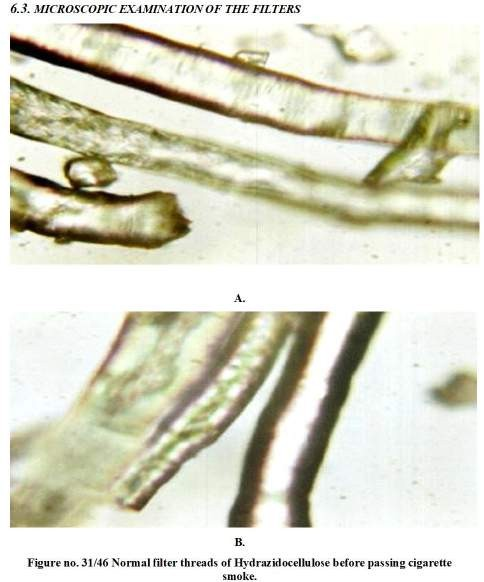 6.3. MICROSCOPIC EXAMINATION OF THE FILTERS
A.
B.
Figure no. 31/46 Normal filter threads of Hydrazidocellulose before passing cigarette
smoke.